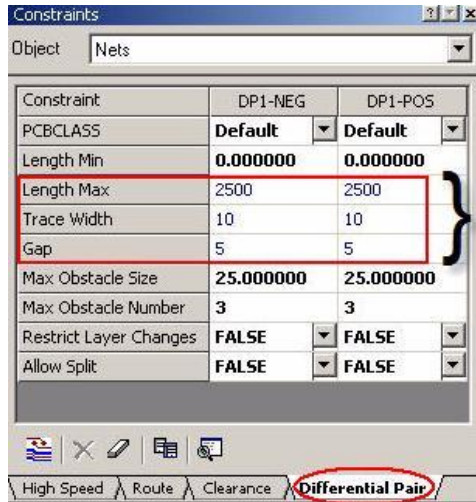 Constraints
Object Nets
Constraint DP1-NEG DP1-POS
PCBCLASS Default Default
Length Min 0.000000 0.000000
Length Max 2500 2500
Trace Width 10 10
Gap 5 5
Max Obstacle Size 25.000000 25.000000
Max Obstacle Number 3 3
Restrict Layer Changes FALSE FALSE
Allow Split FALSE FALSE
High Speed Route Clearance Differential Pair